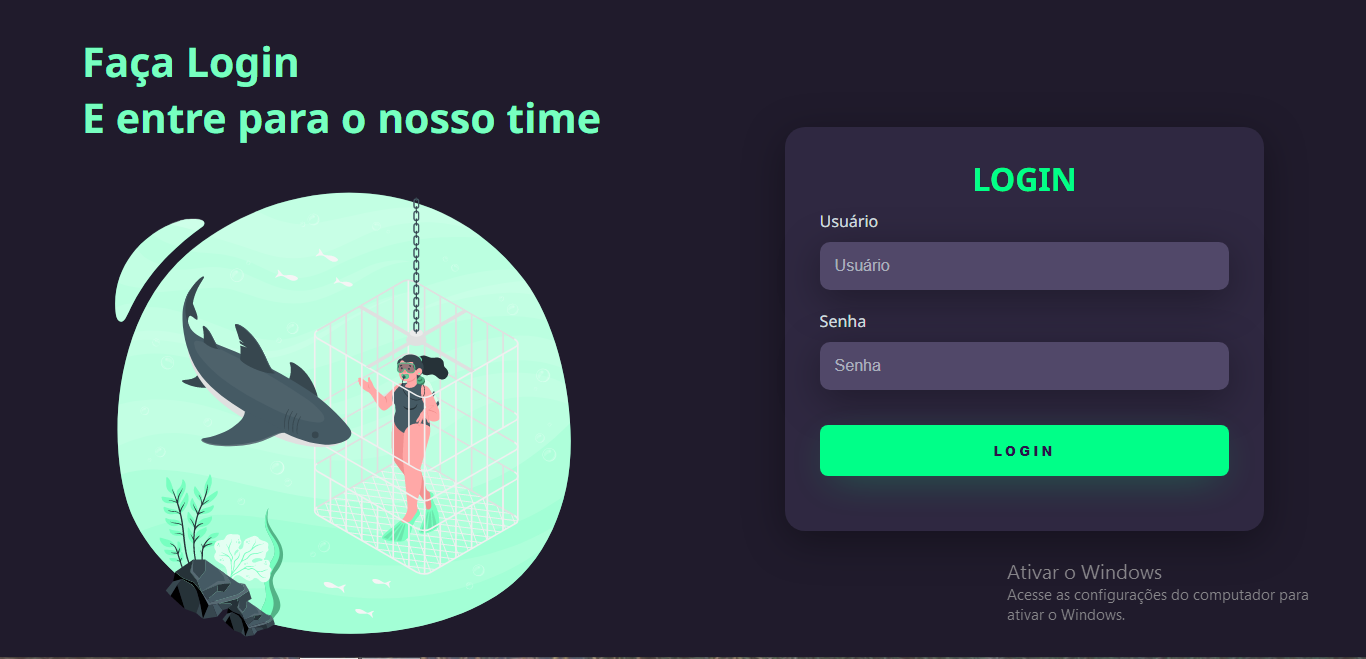 Faça Login
E entre para o nosso time
LOGIN
Usuário
Usuário
Senha
Senha
LOGIN
Ativar o Windows
Acesse as configurações do computador para
ativar o Windows.